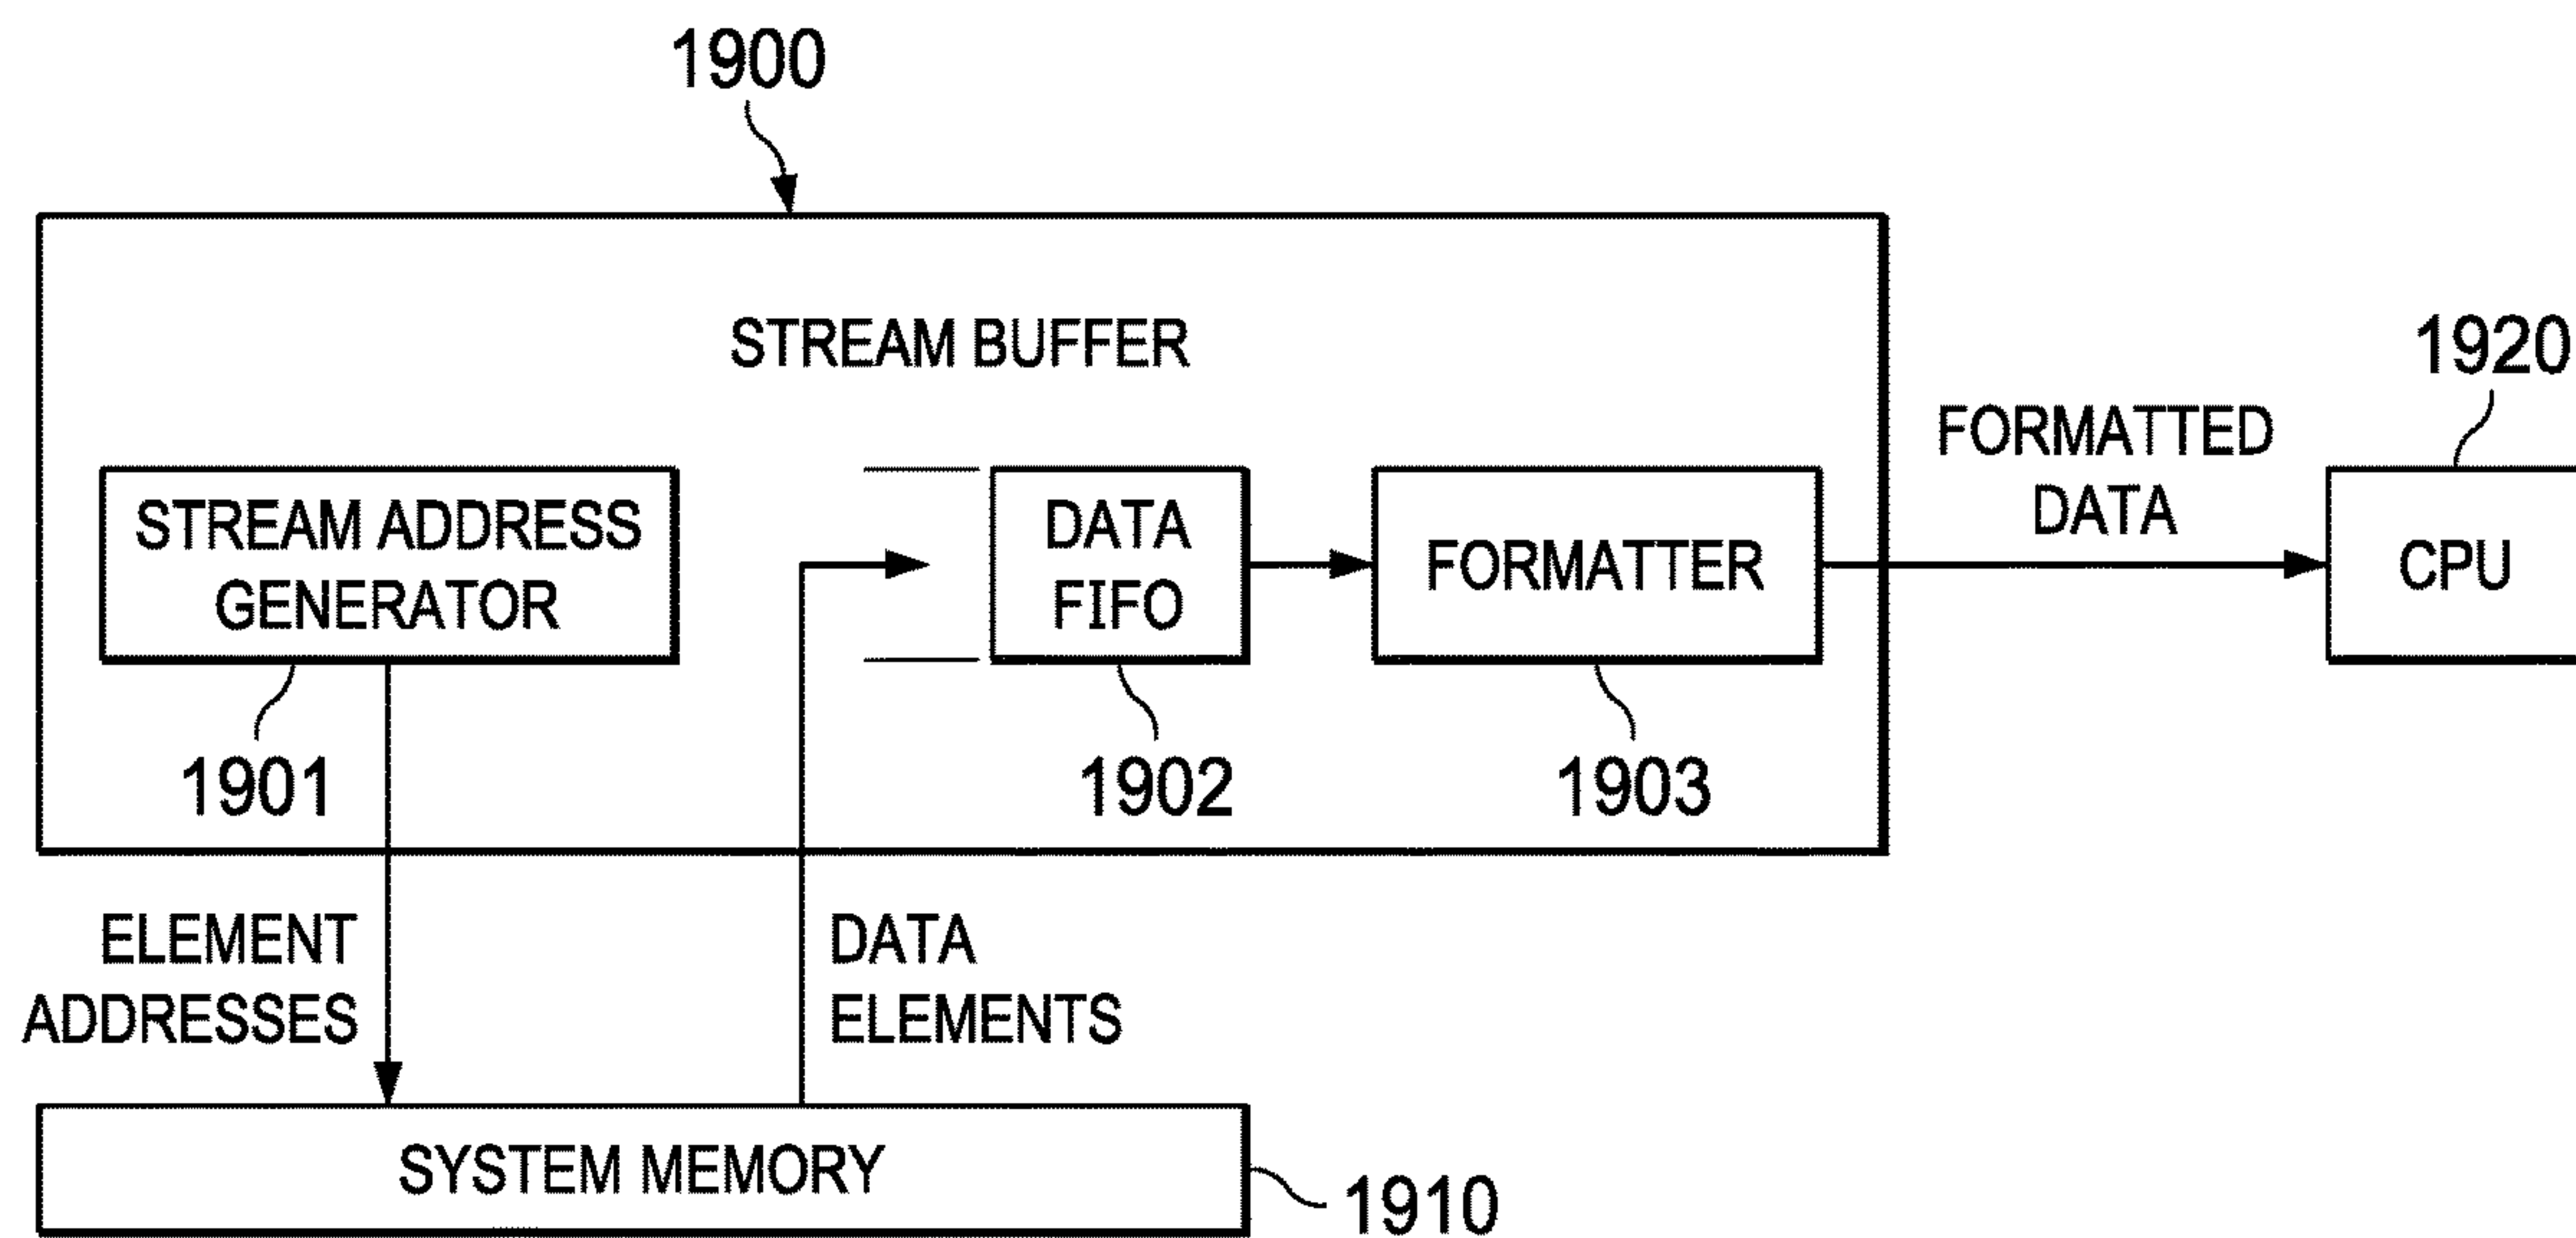 1900
STREAM BUFFER
1920
FORMATTED
DATA
STREAM ADDRESS
GENERATOR
DATA
FIFO
FORMATTER
CPU
1901
1902
1903
ELEMENT
ADDRESSES
DATA
ELEMENTS
SYSTEM MEMORY
1910